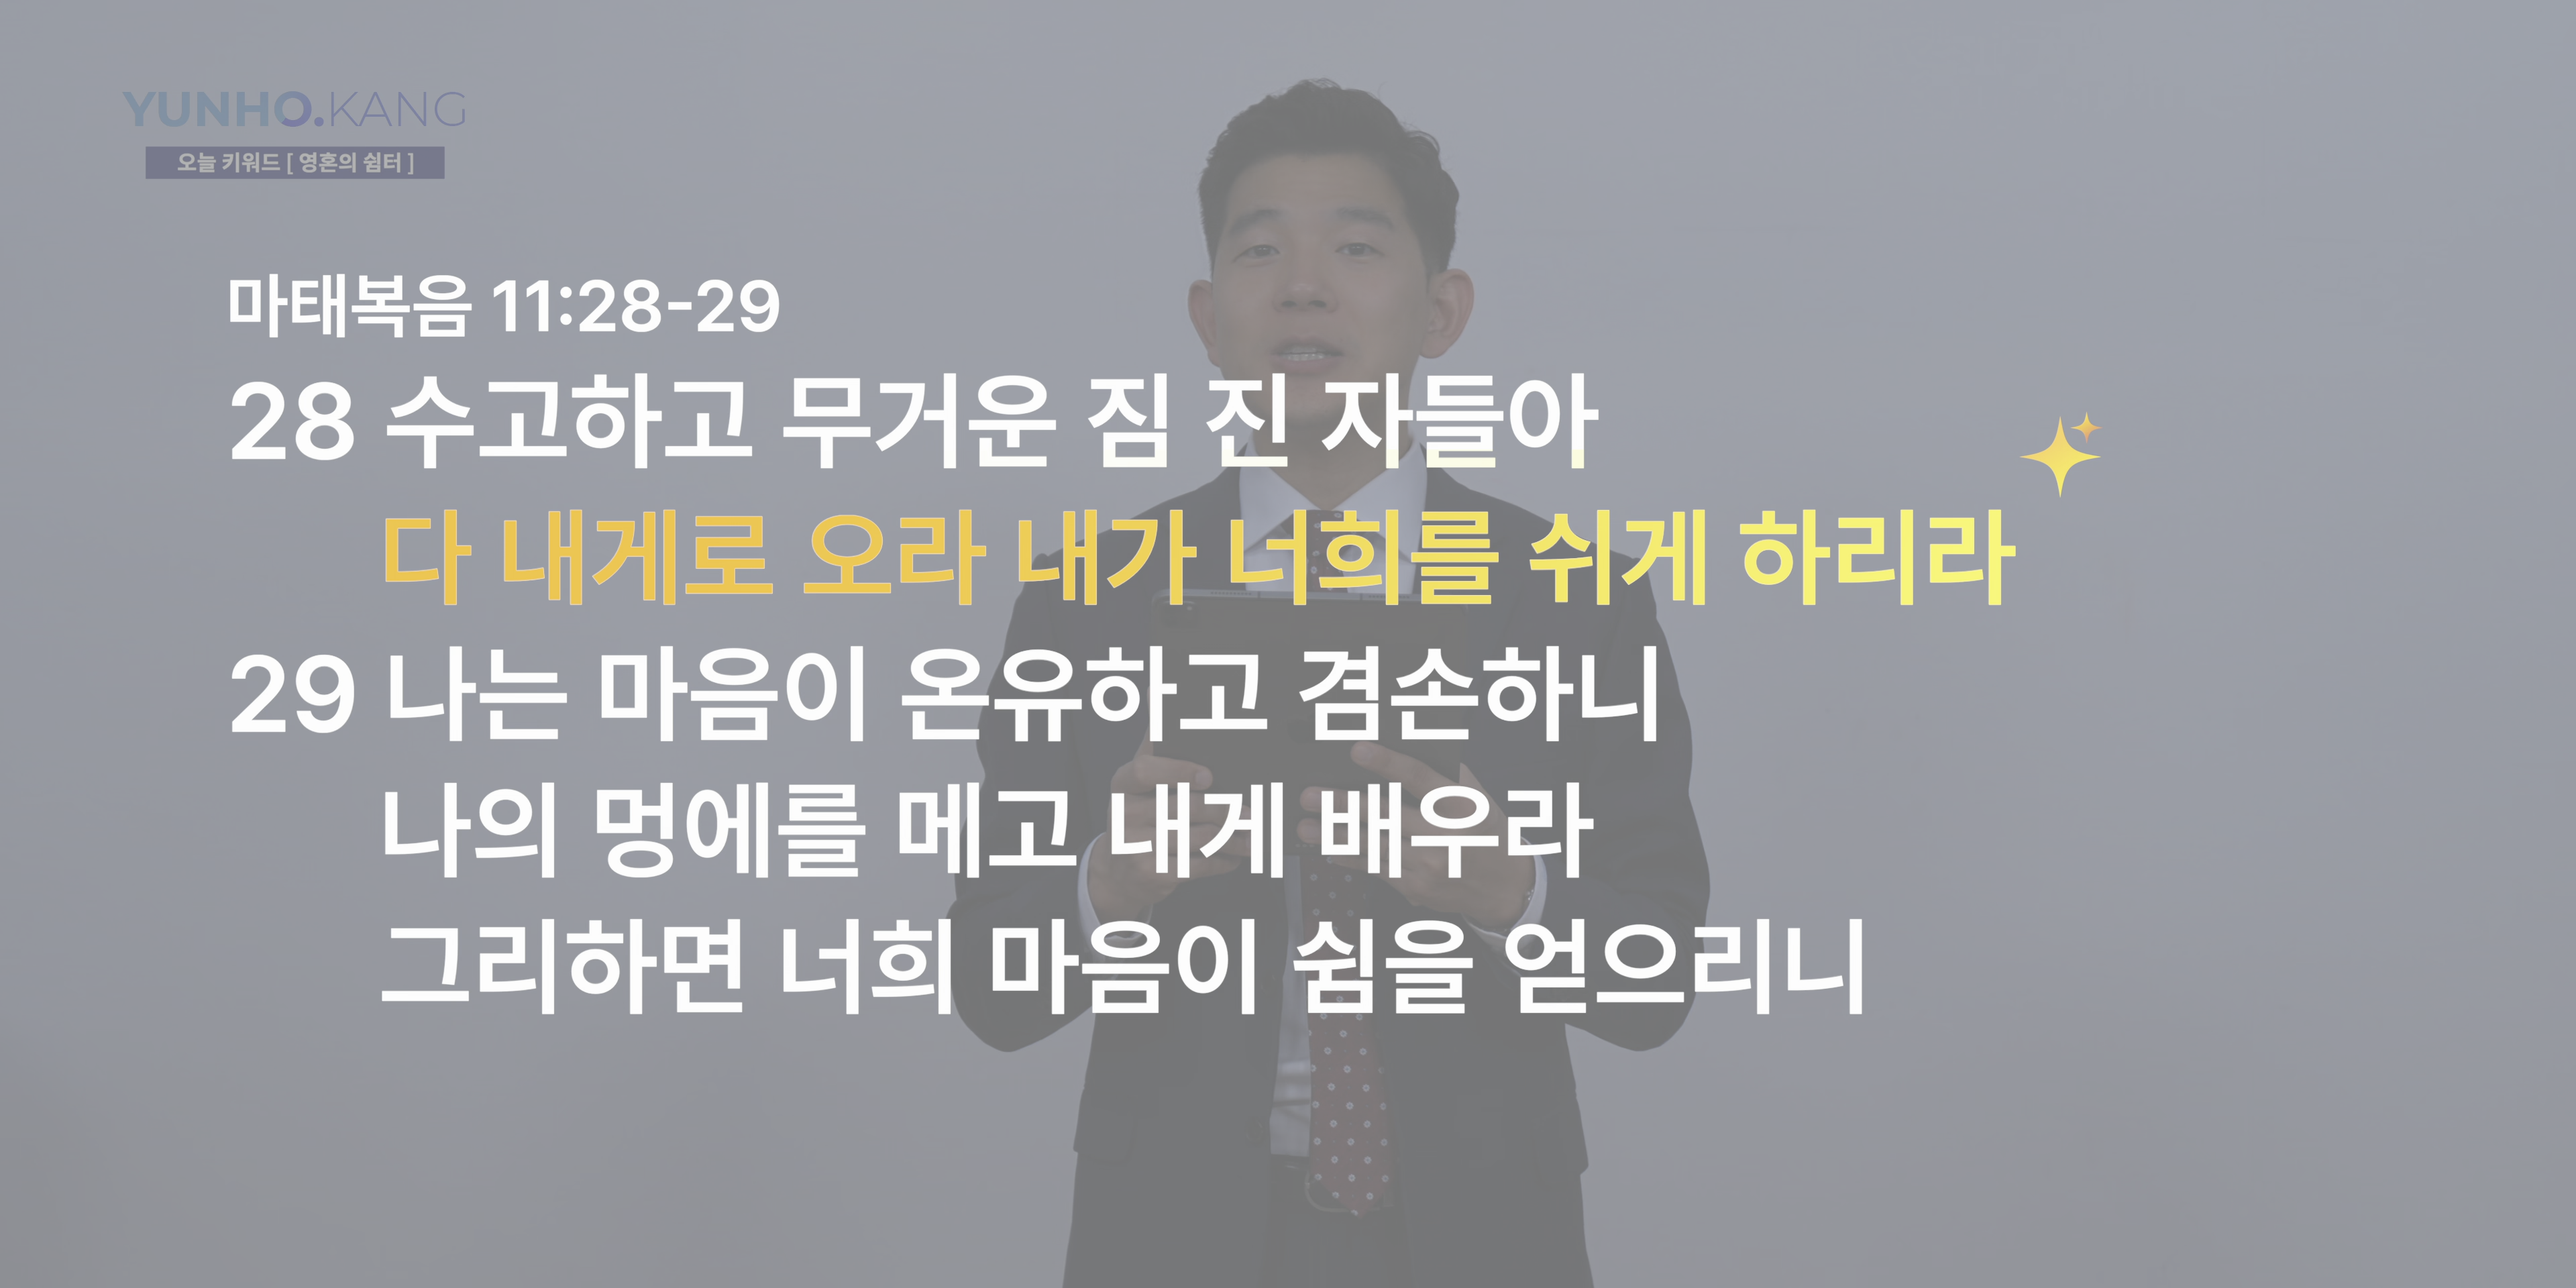 YUNHO.KANG
오늘 키워드 [ 영혼의 쉼터 ]
마태복음 11:28-29
28 수고하고 무거운 짐 진 자들아
다 내게로 오라 내가 너희를 쉬게 하리라
29 나는 마음이 온유하고 겸손하니
나의 멍에를 메고 내게 배우라
그리하면 너희 마음이 쉼을 얻으리니